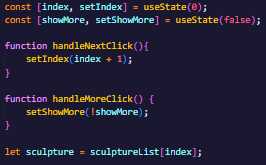 const [index, setIndex] = useState(0);
const [showMore, setShowMore] = useState(false);
function handleNextClick(){
setIndex(index + 1);
}
function handleMoreClick() {
setShowMore(!showMore);
}
let sculpture = sculptureList[index];